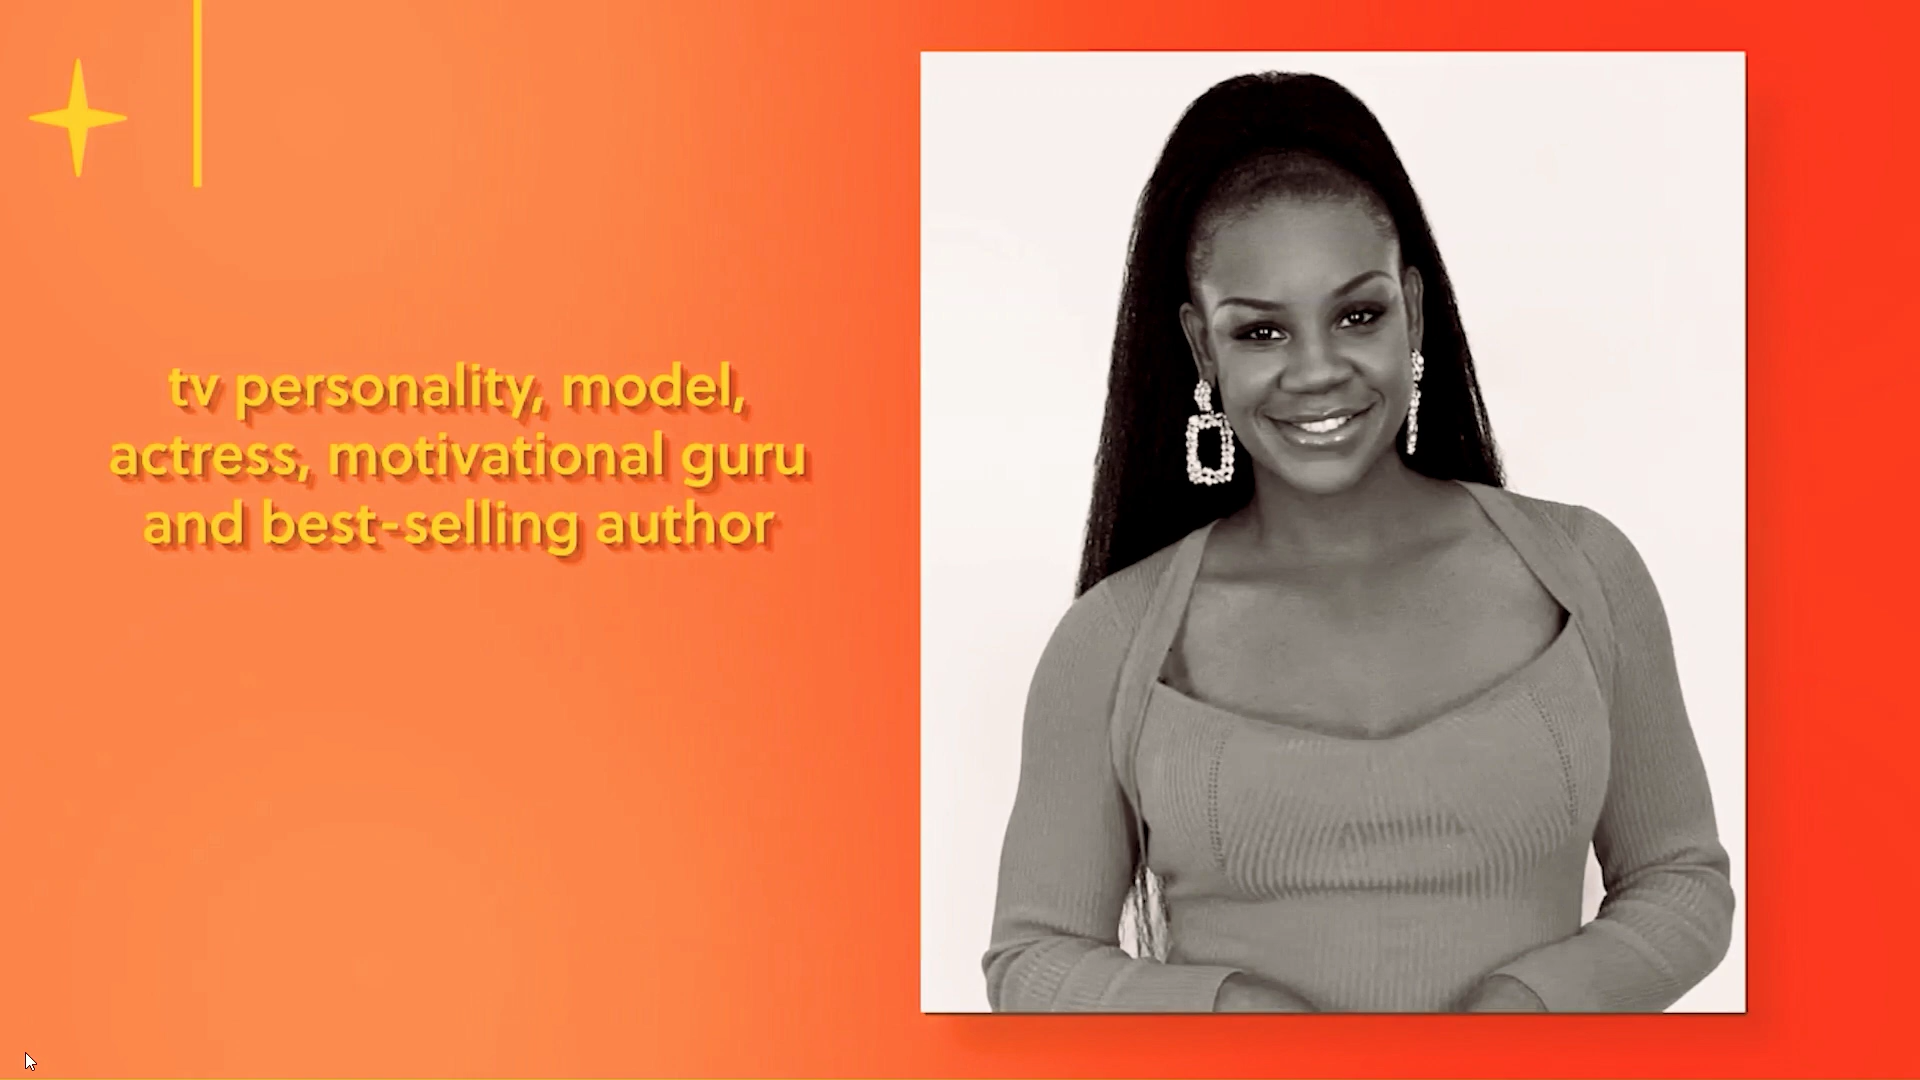 tv personality, model,
actress, motivational guru
and best-selling author